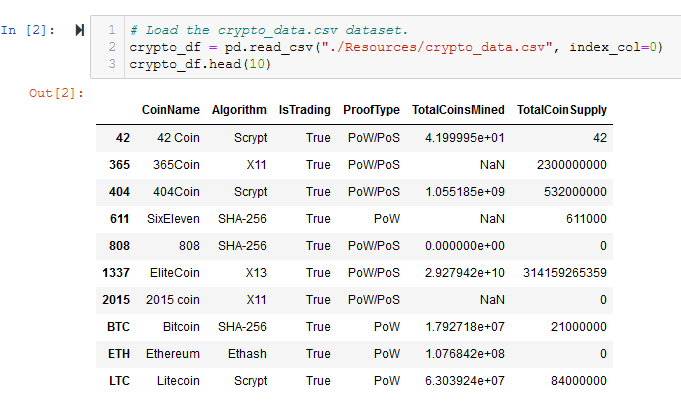 In [2]: 1 # Load the crypto_data.csv dataset.
2 crypto_df = pd.read_csv("./Resources/crypto_data.csv", index_col=0)
3 crypto_df.head(10)
Out[2]:
CoinName Algorithm IsTrading ProofType TotalCoinsMined TotalCoinSupply
42 42 Coin Scrypt True PoW/PoS 4.199995e+01 42
365 365Coin X11 True PoW/PoS NaN 2300000000
404 404Coin Scrypt True PoW/PoS 1.055185e+09 532000000
611 SixEleven SHA-256 True PoW NaN 611000
808 808 SHA-256 True PoW/PoS 0.000000e+00 0
1337 EliteCoin X13 True PoW/PoS 2.927942e+10 314159265359
2015 2015 coin X11 True PoW/PoS NaN 0
BTC Bitcoin SHA-256 True PoW 1.792718e+07 21000000
ETH Ethereum Ethash True PoW 1.076842e+08 0
LTC Litecoin Scrypt True PoW 6.303924e+07 84000000